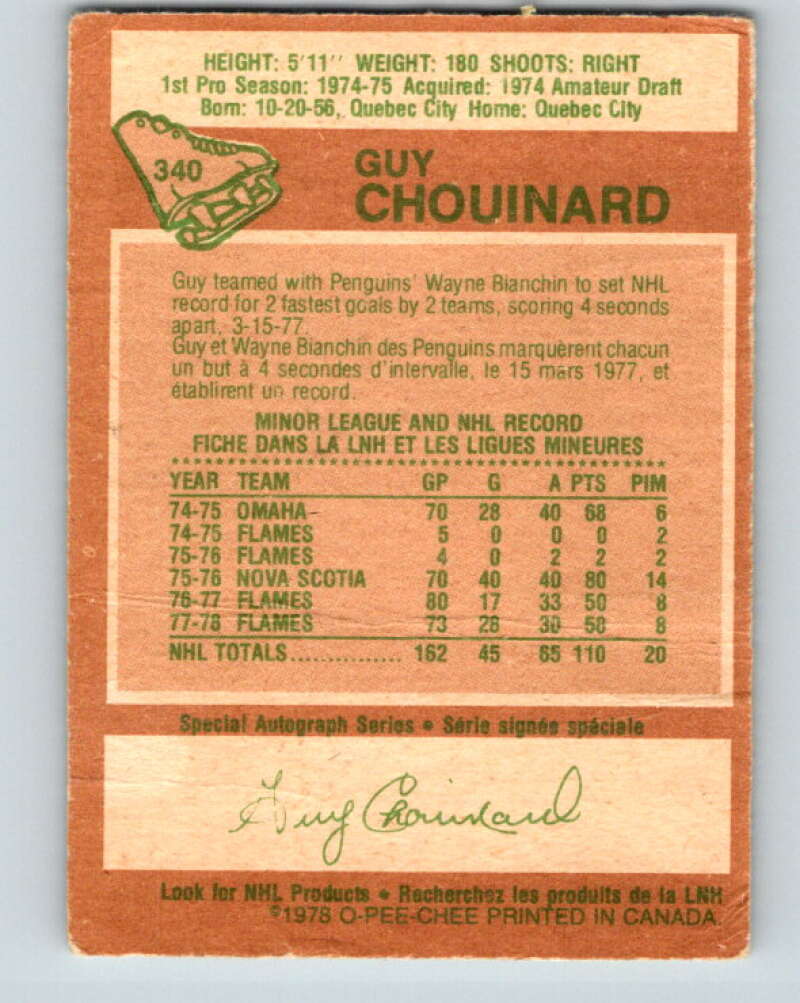 HEIGHT: 5'11" WEIGHT: 180 SHOOTS: RIGHT
1st Pro Season: 1974-75 Acquired: 1974 Amateur Draft
Born: 10-20-56, Quebec City Home: Quebec City
340
GUY
CHOUINARD
Guy teamed with Penguins' Wayne Bianchin to set NHL
record for 2 fastest goals by 2 teams, scoring 4 seconds
apart, 3-15-77.
Guy et Wayne Bianchin des Penguins marquèrent chacun
un but à 4 secondes d'intervalle, le 15 mars 1977, et
établirent un record.
MINOR LEAGUE AND NHL RECORD
FICHE DANS LA LNH ET LES LIGUES MINEURES
YEAR TEAM GP G A PTS PIM
74-75 OMAHA 70 28 40 68 6
74-75 FLAMES 5 0 0 0 2
75-76 FLAMES 4 0 2 2 2
75-76 NOVA SCOTIA 70 40 40 80 14
76-77 FLAMES 80 17 33 50 8
77-78 FLAMES 73 28 30 58 8
NHL TOTALS............... 162 45 65 110 20
Special Autograph Series • Série signée spéciale
Guy Chouinard
Look for NHL Products • Recherchez les produits de la LNH
©1978 O-PEE-CHEE PRINTED IN CANADA.